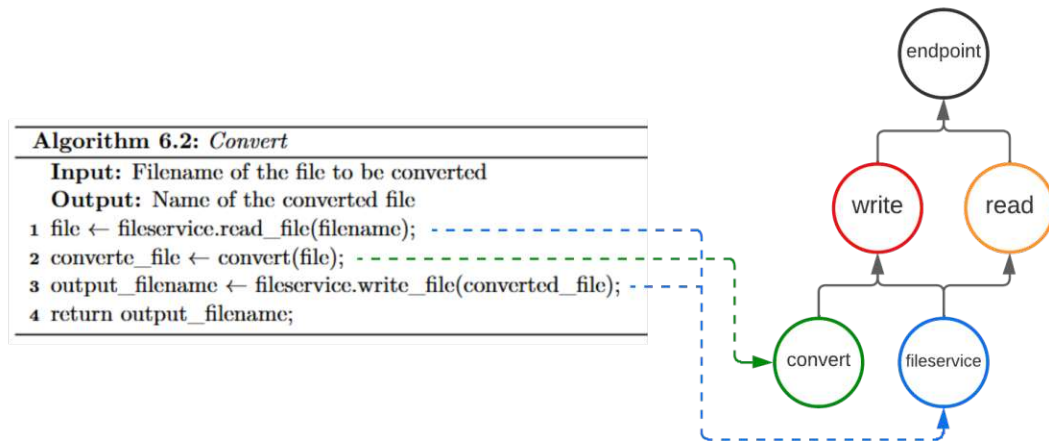 endpoint
Algorithm 6.2: Convert
Input: Filename of the file to be converted
Output: Name of the converted file
1 file ← fileservice.read_file(filename);
2 converte_file ← convert(file);
3 output_filename ← fileservice.write_file(converted_file);
4 return output_filename;
write
read
convert
fileservice